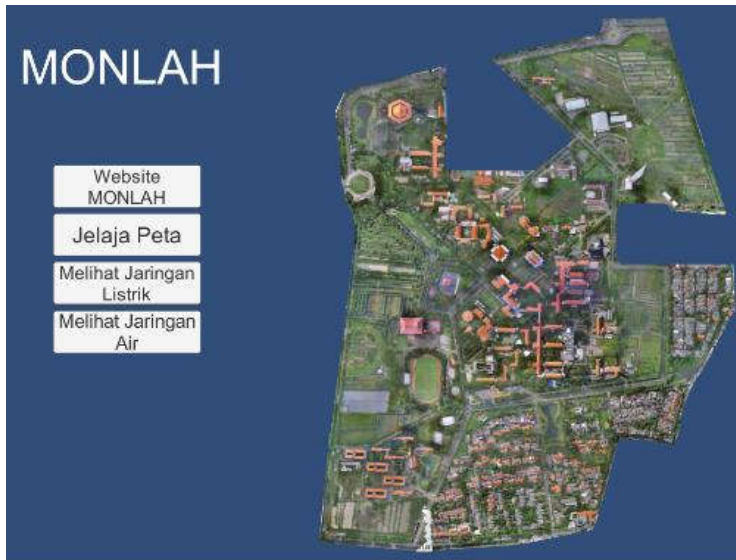 MONLAH
Website
MONLAH
Jelaja Peta
Melihat Jaringan
Listrik
Melihat Jaringan
Air